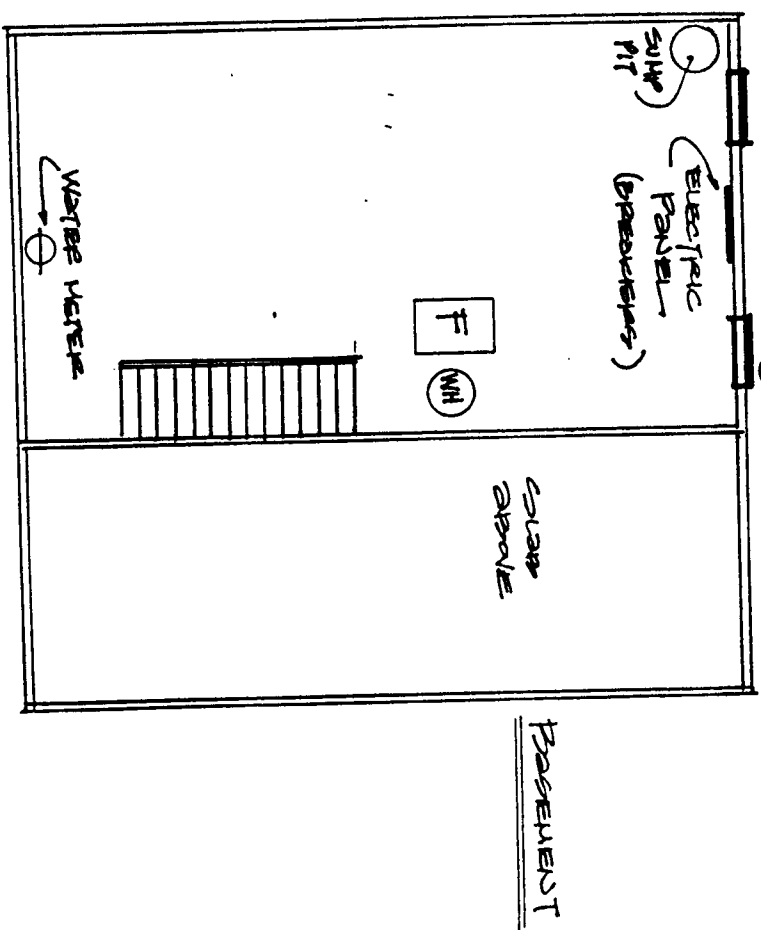 SUMP
PIT
ELECTRIC
PANEL
(BREAKERS)
F
WH
SLAB
ABOVE
WATER METER
BASEMENT